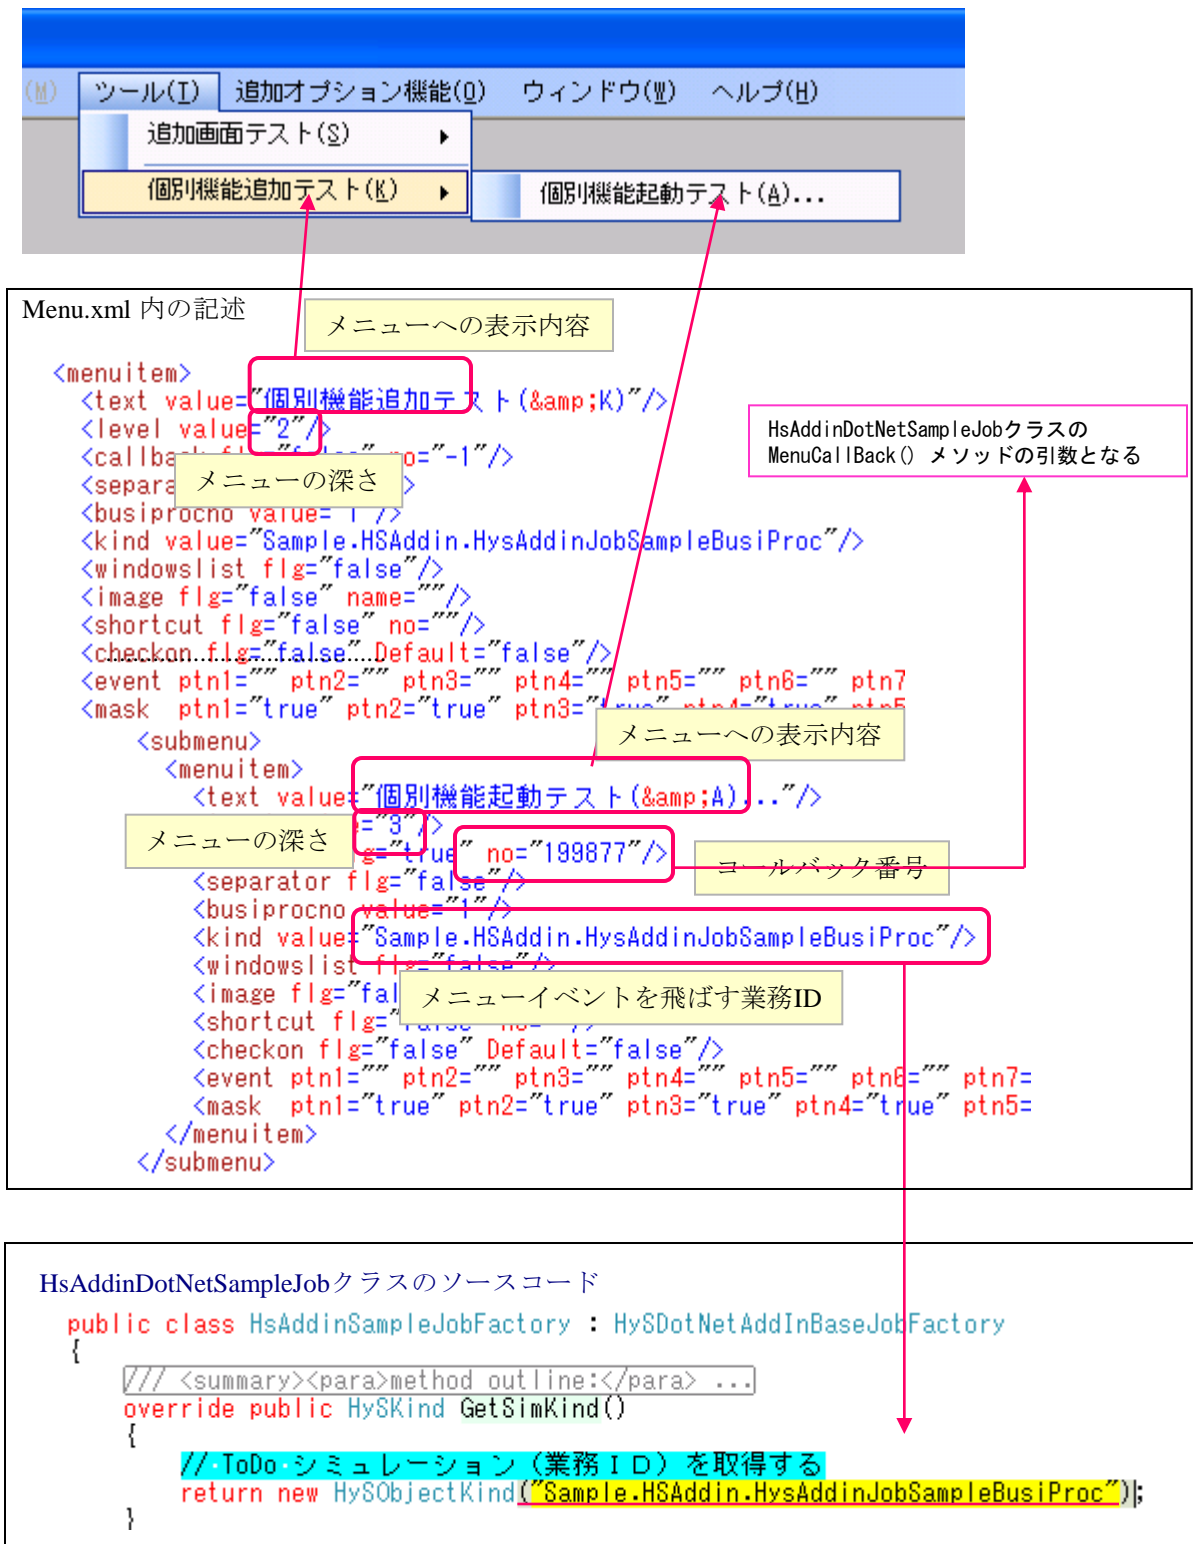 (M) ツール(T) 追加オプション機能(O) ウィンドウ(W) ヘルプ(H)
追加画面テスト(S)
個別機能追加テスト(K)
個別機能起動テスト(A)...
Menu.xml 内の記述
メニューへの表示内容
<menuitem>
<text value="個別機能追加テスト(&amp;K)"/>
<level value="2"/>
<callba no="-1"/>
メニューの深さ
<separa >
<busiprocno value="1"/>
<kind value="Sample.HSAddin.HysAddinJobSampleBusiProc"/>
<windowslist flg="false"/>
<image flg="false" name=""/>
<shortcut flg="false" no=""/>
<checkon flg="false" Default="false"/>
<event ptn1="" ptn2="" ptn3="" ptn4="" ptn5="" ptn6="" ptn7
<mask ptn1="true" ptn2="true" ptn3="true" ptn4="true" ptn5
HsAddinDotNetSampleJobクラスの
MenuCallBack() メソッドの引数となる
メニューへの表示内容
<submenu>
<menuitem>
<text value="個別機能起動テスト(&amp;A)..."/>
メニューの深さ
="3"/>
g="true" no="199877"/>
コールバック番号
<separator flg="false"/>
<busiprocno value="1"/>
<kind value="Sample.HSAddin.HysAddinJobSampleBusiProc"/>
<windowslist flg="false"/>
<image flg="fal
メニューイベントを飛ばす業務ID
<shortcut flg=
<checkon flg="false" Default="false"/>
<event ptn1="" ptn2="" ptn3="" ptn4="" ptn5="" ptn6="" ptn7=
<mask ptn1="true" ptn2="true" ptn3="true" ptn4="true" ptn5=
</menuitem>
</submenu>
HsAddinDotNetSampleJobクラスのソースコード
public class HsAddinSampleJobFactory : HySDotNetAddInBaseJobFactory
{
/// <summary><para>method outline:</para> ...
override public HySKind GetSimKind()
{
// ToDo シミュレーション（業務ＩＤ）を取得する
return new HySObjectKind("Sample.HSAddin.HysAddinJobSampleBusiProc");
}